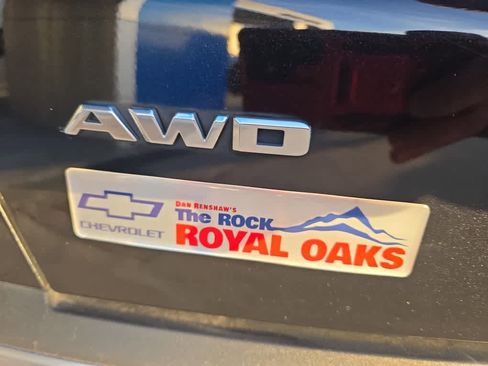 AWD
DAN RENSHAW'S
The ROCK
CHEVROLET
ROYAL OAKS